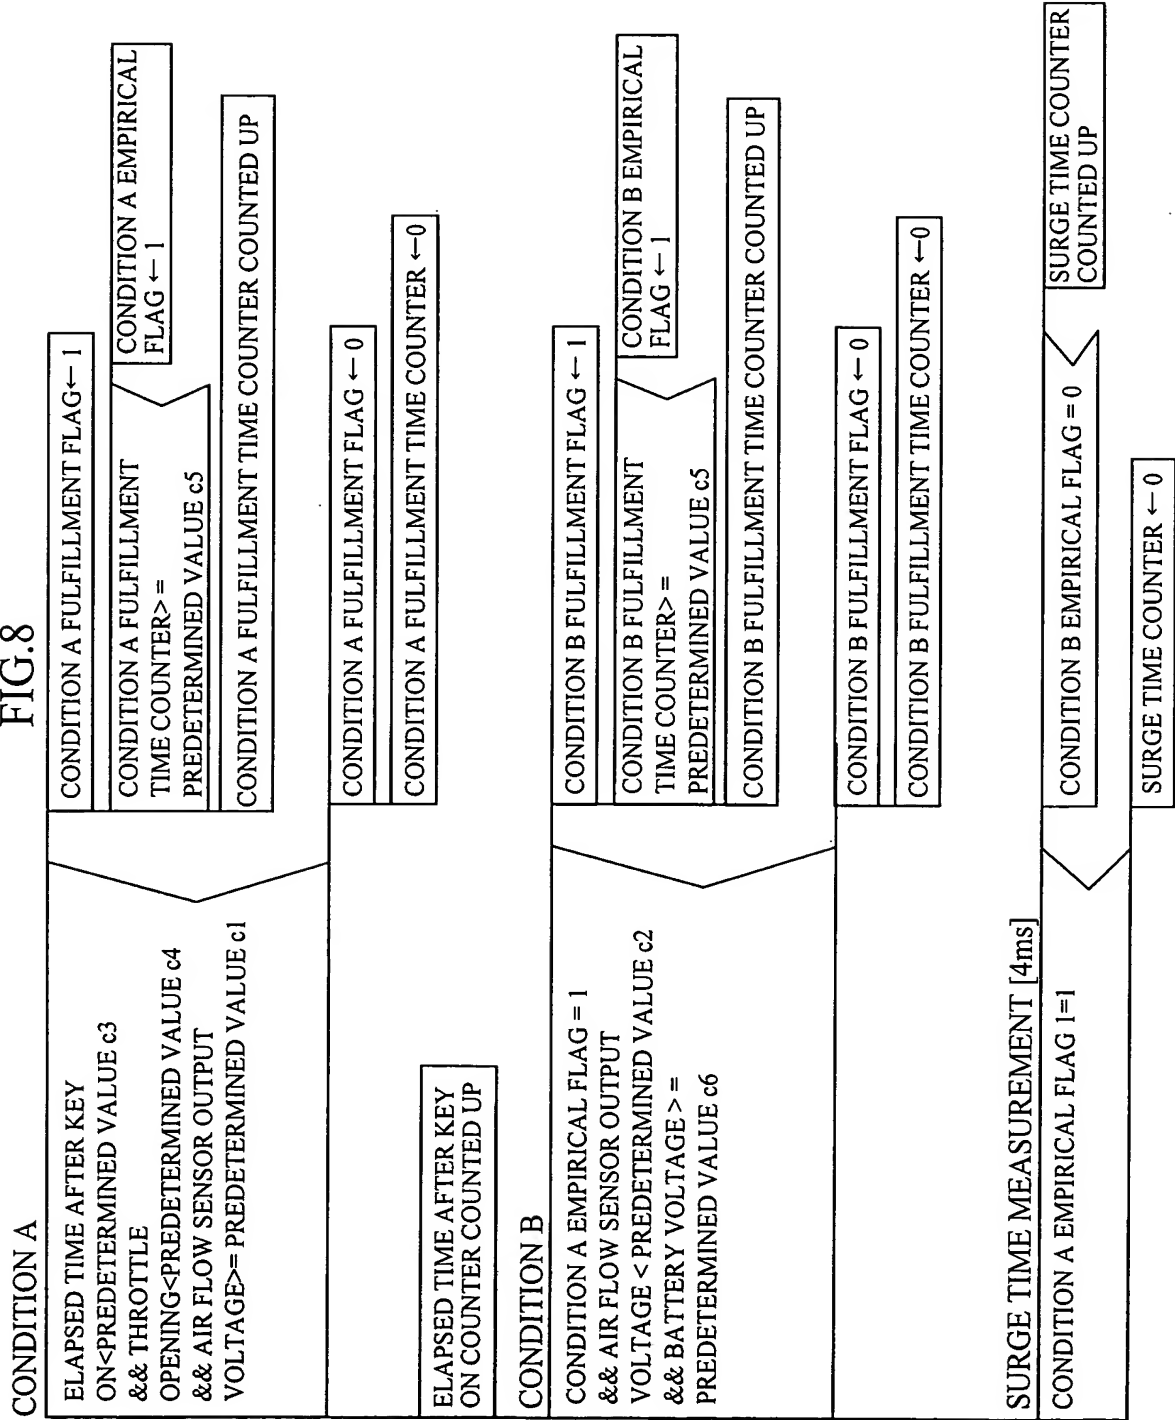 FIG.8
CONDITION A
ELAPSED TIME AFTER KEY
ON<PREDETERMINED VALUE c3
&& THROTTLE
OPENING<PREDETERMINED VALUE c4
&& AIR FLOW SENSOR OUTPUT
VOLTAGE>= PREDETERMINED VALUE c1
CONDITION A FULFILLMENT FLAG← 1
CONDITION A FULFILLMENT
TIME COUNTER> =
PREDETERMINED VALUE c5
CONDITION A EMPIRICAL
FLAG ← 1
CONDITION A FULFILLMENT TIME COUNTER COUNTED UP
CONDITION A FULFILLMENT FLAG ← 0
CONDITION A FULFILLMENT TIME COUNTER ←0
ELAPSED TIME AFTER KEY
ON COUNTER COUNTED UP
CONDITION B
CONDITION A EMPIRICAL FLAG = 1
&& AIR FLOW SENSOR OUTPUT
VOLTAGE < PREDETERMINED VALUE c2
&& BATTERY VOLTAGE > =
PREDETERMINED VALUE c6
CONDITION B FULFILLMENT FLAG ← 1
CONDITION B FULFILLMENT
TIME COUNTER> =
PREDETERMINED VALUE c5
CONDITION B EMPIRICAL
FLAG ← 1
CONDITION B FULFILLMENT TIME COUNTER COUNTED UP
CONDITION B FULFILLMENT FLAG ← 0
CONDITION B FULFILLMENT TIME COUNTER ←0
SURGE TIME MEASUREMENT [4ms]
CONDITION A EMPIRICAL FLAG 1=1
CONDITION B EMPIRICAL FLAG = 0
SURGE TIME COUNTER
COUNTED UP
SURGE TIME COUNTER ← 0